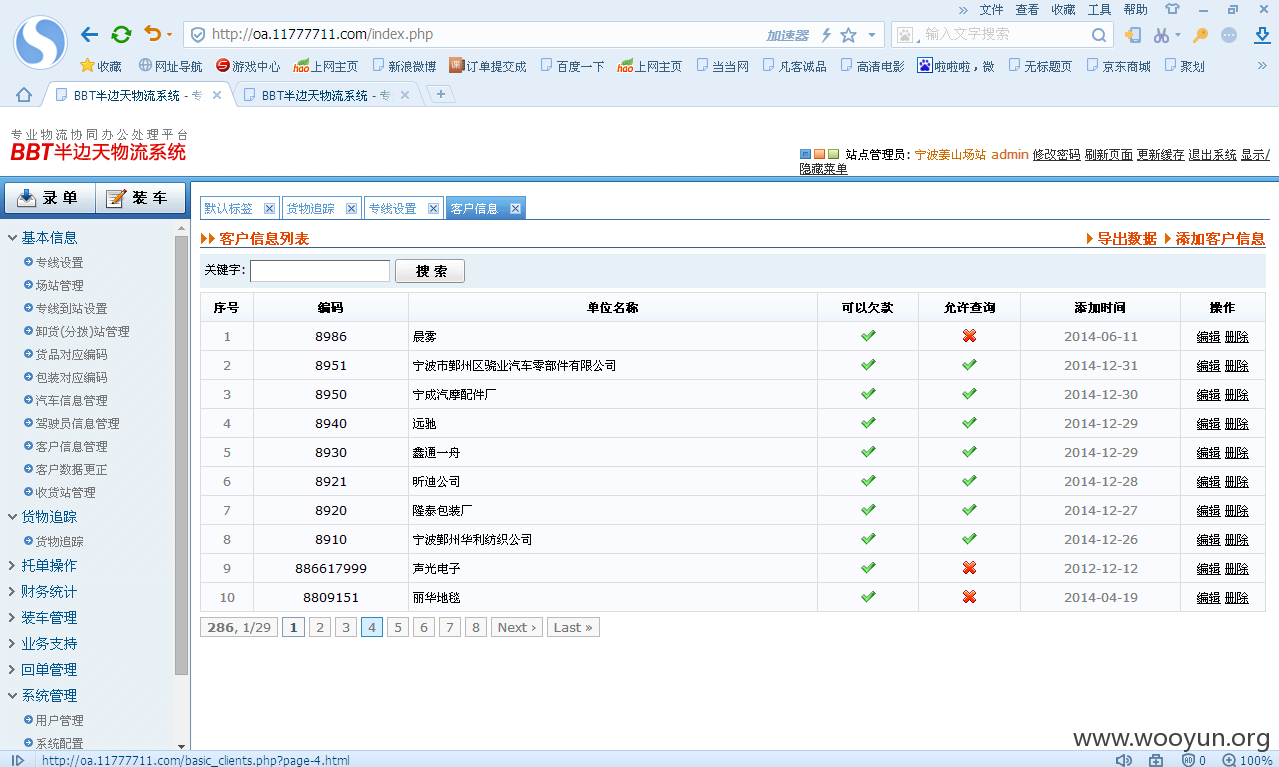 » 文件 查看 收藏 工具 帮助
http://oa.11777711.com/index.php 加速器 输入文字搜索
收藏 网址导航 游戏中心 上网主页 新浪微博 订单提交成 百度一下 上网主页 当当网 凡客诚品 高清电影 啦啦啦，微 无标题页 京东商城 聚划 »
BBT半边天物流系统 - 专 BBT半边天物流系统 - 专
专业物流协同办公处理平台
BBT半边天物流系统
站点管理员: 宁波姜山场站 admin 修改密码 刷新页面 更新缓存 退出系统 显示/
隐藏菜单
录单 装车
默认标签 货物追踪 专线设置 客户信息
基本信息
专线设置
场站管理
专线到站设置
卸货(分拨)站管理
货品对应编码
包装对应编码
汽车信息管理
驾驶员信息管理
客户信息管理
客户数据更正
收货站管理
货物追踪
货物追踪
托单操作
财务统计
装车管理
业务支持
回单管理
系统管理
用户管理
系统配置
客户信息列表 导出数据 添加客户信息
关键字: 搜索
序号 编码 单位名称 可以欠款 允许查询 添加时间 操作
1 8986 晨雾 2014-06-11 编辑 删除
2 8951 宁波市鄞州区骁业汽车零部件有限公司 2014-12-31 编辑 删除
3 8950 宁成汽摩配件厂 2014-12-30 编辑 删除
4 8940 远驰 2014-12-29 编辑 删除
5 8930 鑫通一舟 2014-12-29 编辑 删除
6 8921 昕迪公司 2014-12-28 编辑 删除
7 8920 隆泰包装厂 2014-12-27 编辑 删除
8 8910 宁波鄞州华利纺织公司 2014-12-26 编辑 删除
9 886617999 声光电子 2012-12-12 编辑 删除
10 8809151 丽华地毯 2014-04-19 编辑 删除
286, 1/29 1 2 3 4 5 6 7 8 Next › Last »
www.wooyun.org
http://oa.11777711.com/basic_clients.php?page-4.html 0 100%